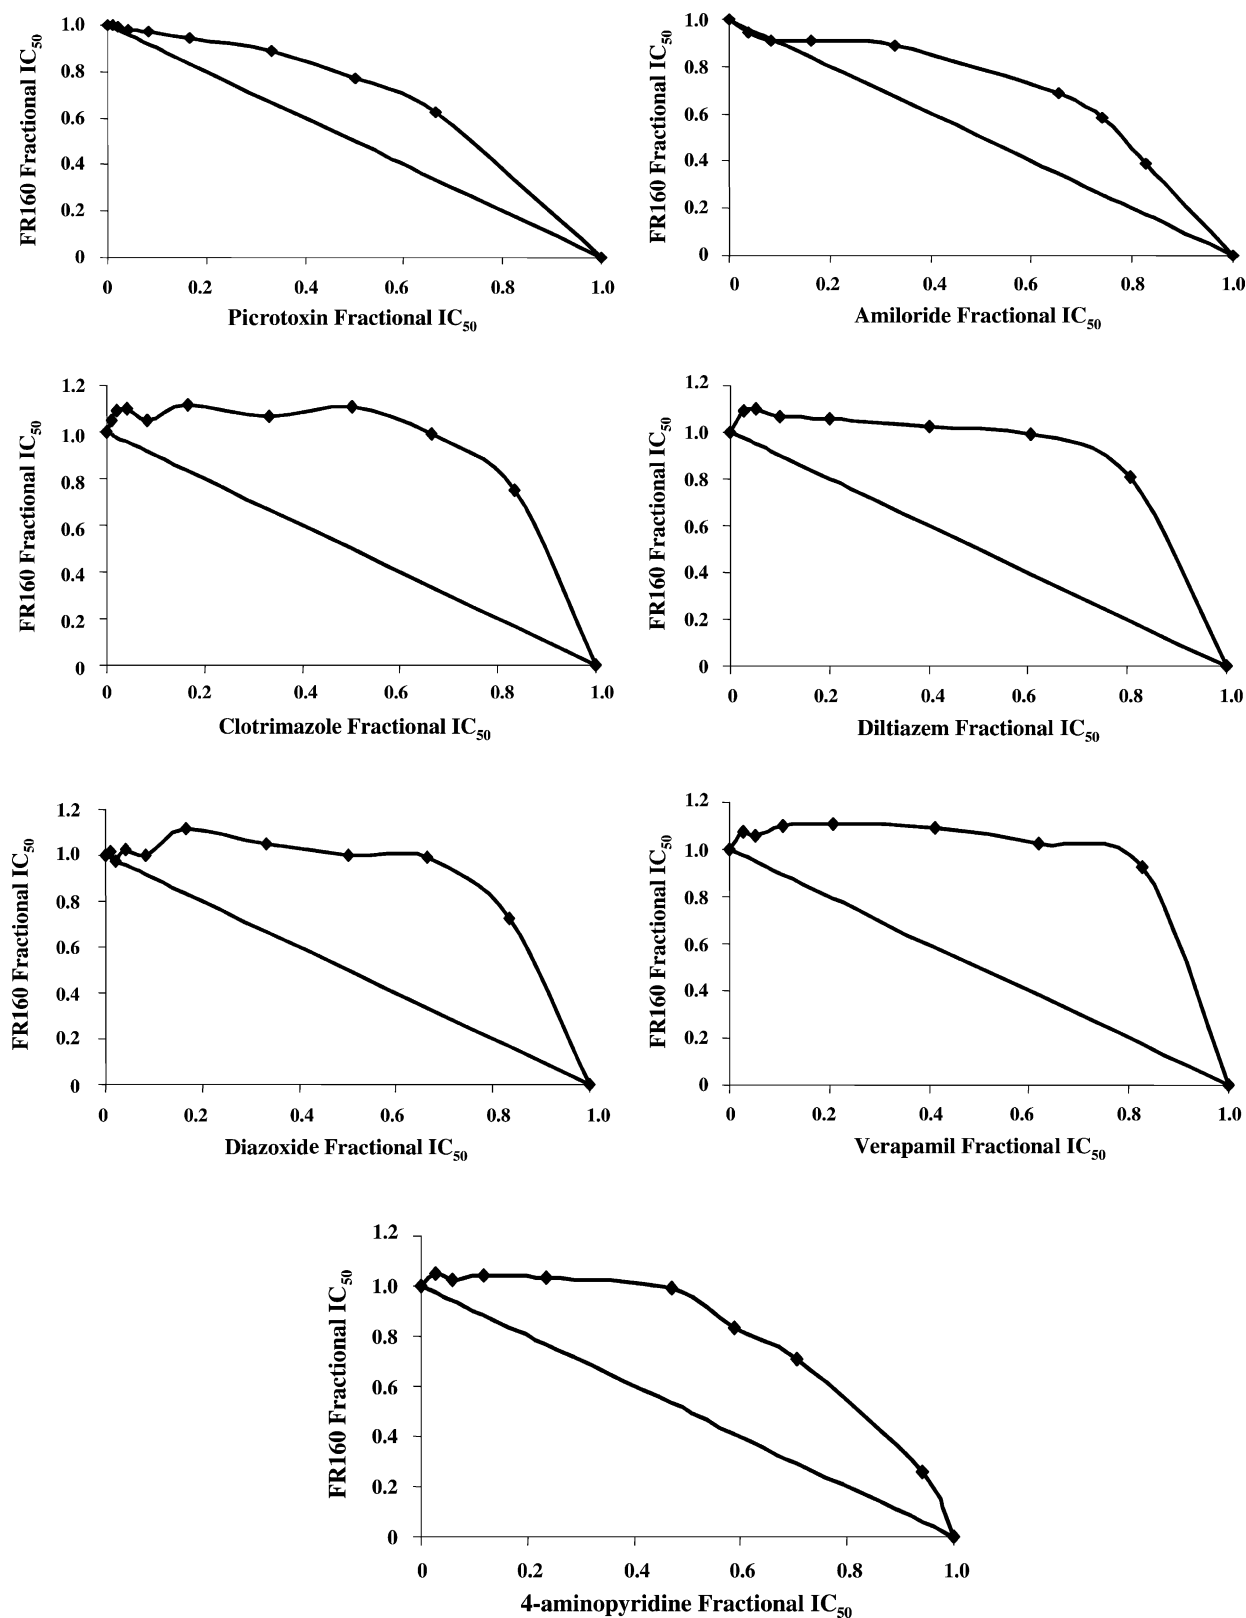 FR160 Fractional IC50
1.0
0.8
0.6
0.4
0.2
0
0 0.2 0.4 0.6 0.8 1.0
Picrotoxin Fractional IC50
FR160 Fractional IC50
1.0
0.8
0.6
0.4
0.2
0
0 0.2 0.4 0.6 0.8 1.0
Amiloride Fractional IC50
FR160 Fractional IC50
1.2
1.0
0.8
0.6
0.4
0.2
0
0 0.2 0.4 0.6 0.8 1.0
Clotrimazole Fractional IC50
FR160 Fractional IC50
1.2
1.0
0.8
0.6
0.4
0.2
0
0 0.2 0.4 0.6 0.8 1.0
Diltiazem Fractional IC50
FR160 Fractional IC50
1.2
1.0
0.8
0.6
0.4
0.2
0
0 0.2 0.4 0.6 0.8 1.0
Diazoxide Fractional IC50
FR160 Fractional IC50
1.2
1.0
0.8
0.6
0.4
0.2
0
0 0.2 0.4 0.6 0.8 1.0
Verapamil Fractional IC50
FR160 Fractional IC50
1.2
1.0
0.8
0.6
0.4
0.2
0
0 0.2 0.4 0.6 0.8 1.0
4-aminopyridine Fractional IC50